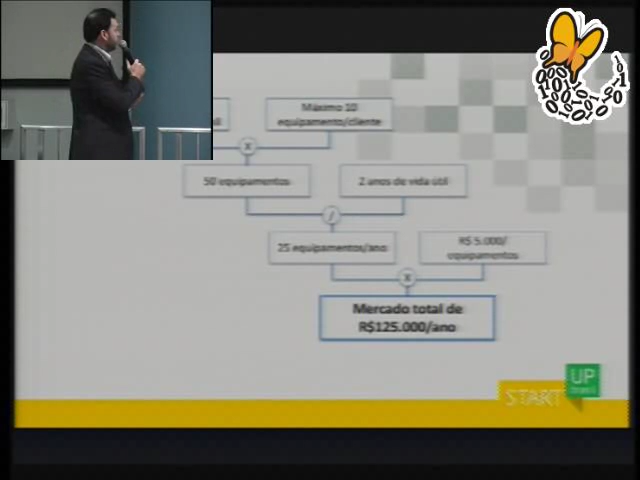 Máximo 10
equipamento/cliente
x
50 equipamentos
2 anos de vida útil
/
25 equipamentos/ano
R$ 5.000/
equipamentos
x
Mercado total de
R$125.000/ano
START
UP